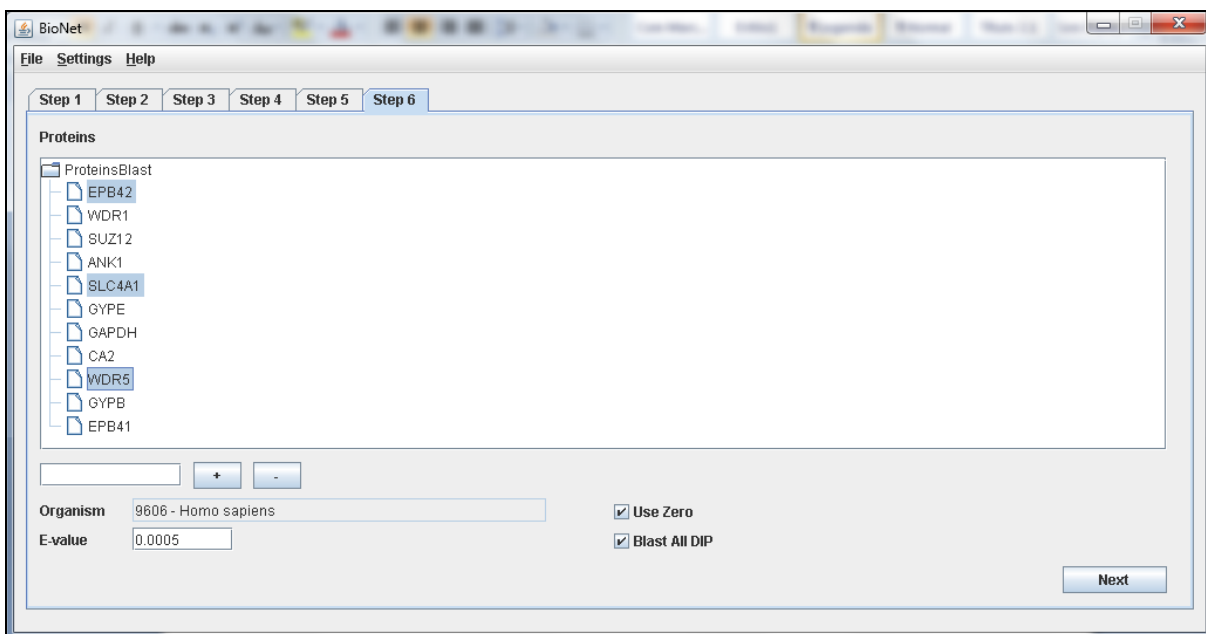 BioNet
File Settings Help
Step 1 Step 2 Step 3 Step 4 Step 5 Step 6
Proteins
ProteinsBlast
EPB42
WDR1
SUZ12
ANK1
SLC4A1
GYPE
GAPDH
CA2
WDR5
GYPB
EPB41
+ -
Organism 9606 - Homo sapiens Use Zero
E-value 0.0005 Blast All DIP
Next